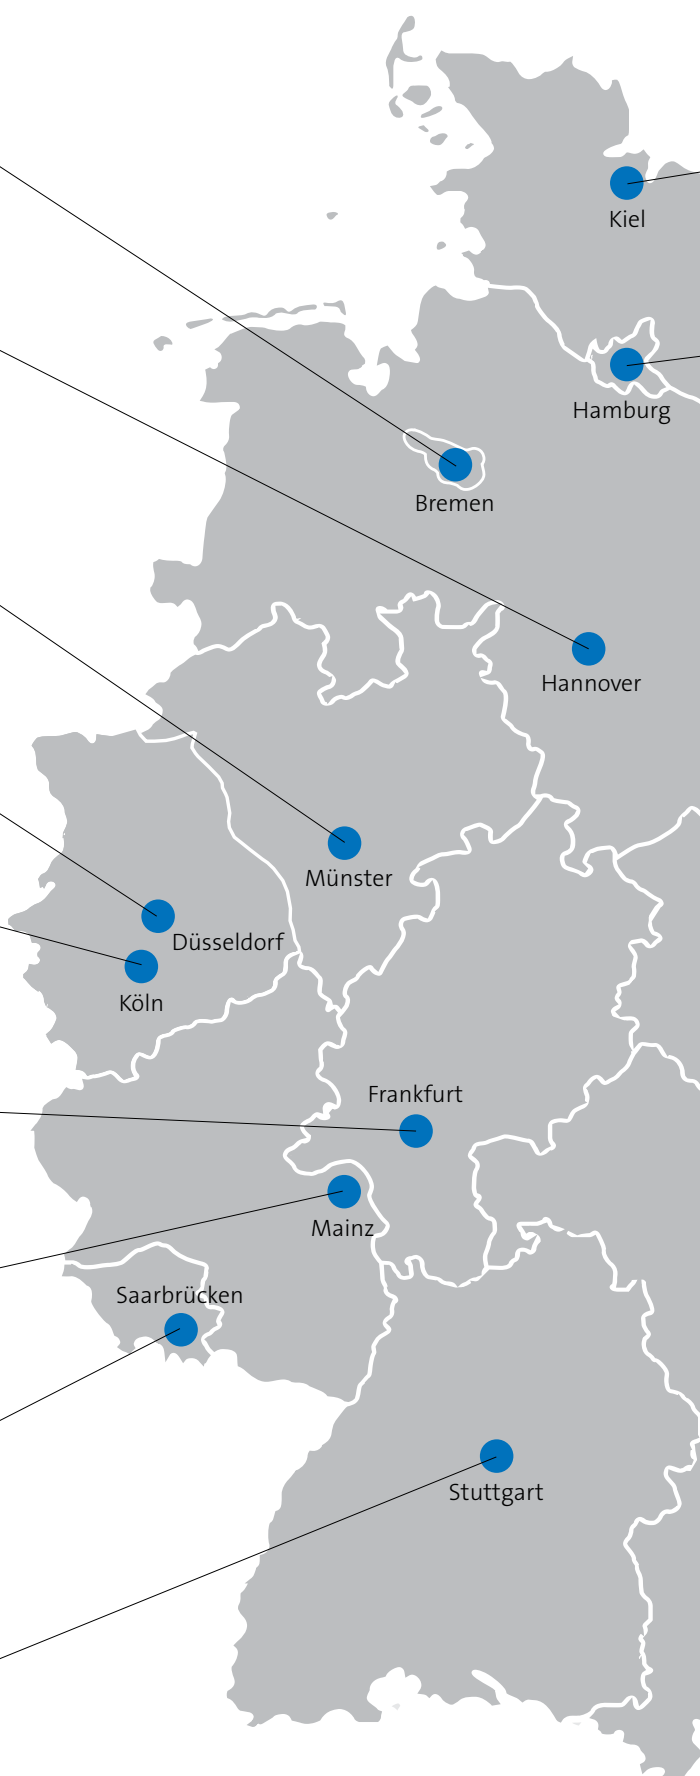 Kiel
Hamburg
Bremen
Hannover
Münster
Düsseldorf
Köln
Frankfurt
Mainz
Saarbrücken
Stuttgart